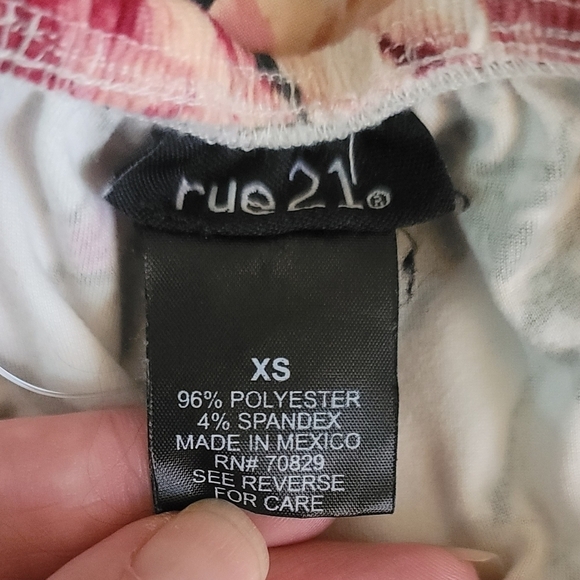 rue21®
XS
96% POLYESTER
4% SPANDEX
MADE IN MEXICO
RN# 70829
SEE REVERSE
FOR CARE